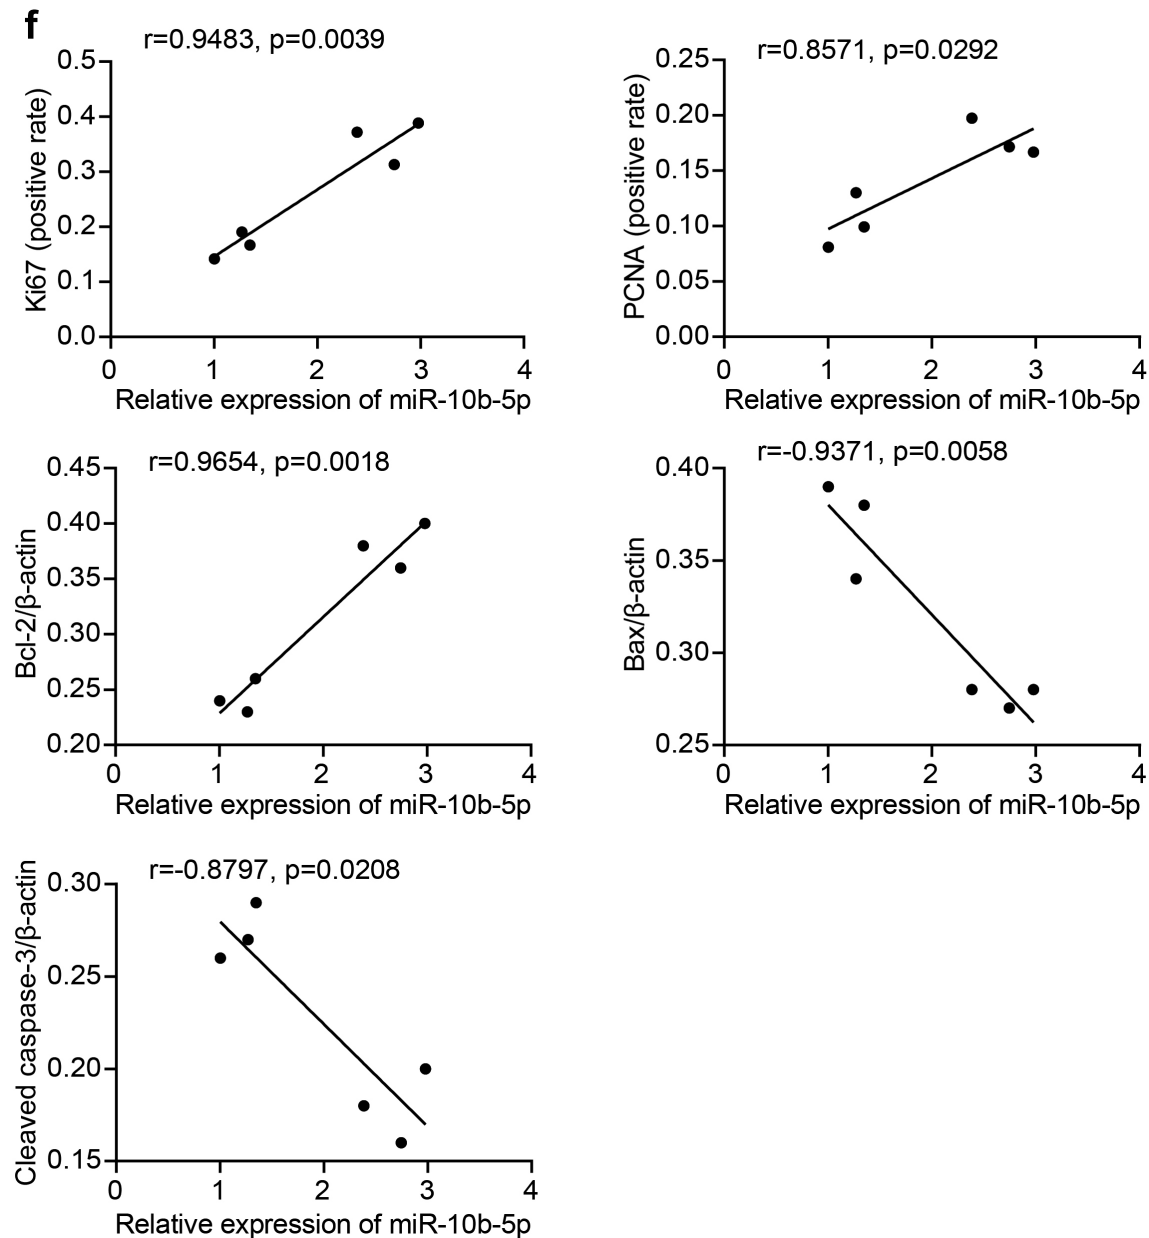 f
r=0.9483, p=0.0039
0.5
0.4
0.3
0.2
0.1
0.0
Ki67 (positive rate)
0 1 2 3 4
Relative expression of miR-10b-5p
r=0.8571, p=0.0292
0.25
0.20
0.15
0.10
0.05
0.00
PCNA (positive rate)
0 1 2 3 4
Relative expression of miR-10b-5p
r=0.9654, p=0.0018
0.45
0.40
0.35
0.30
0.25
0.20
Bcl-2/β-actin
0 1 2 3 4
Relative expression of miR-10b-5p
r=-0.9371, p=0.0058
0.40
0.35
0.30
0.25
Bax/β-actin
0 1 2 3 4
Relative expression of miR-10b-5p
r=-0.8797, p=0.0208
0.30
0.25
0.20
0.15
Cleaved caspase-3/β-actin
0 1 2 3 4
Relative expression of miR-10b-5p